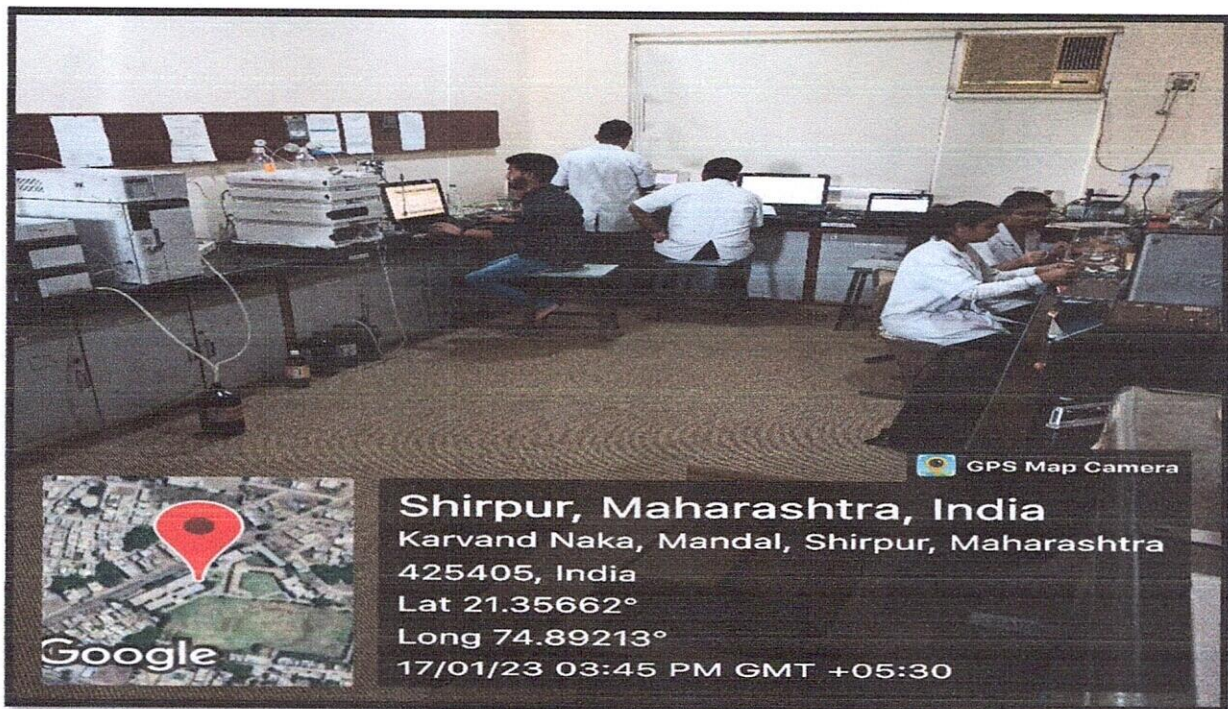 GPS Map Camera
Shirpur, Maharashtra, India
Karvand Naka, Mandal, Shirpur, Maharashtra
425405, India
Lat 21.35662°
Long 74.89213°
17/01/23 03:45 PM GMT +05:30
Google